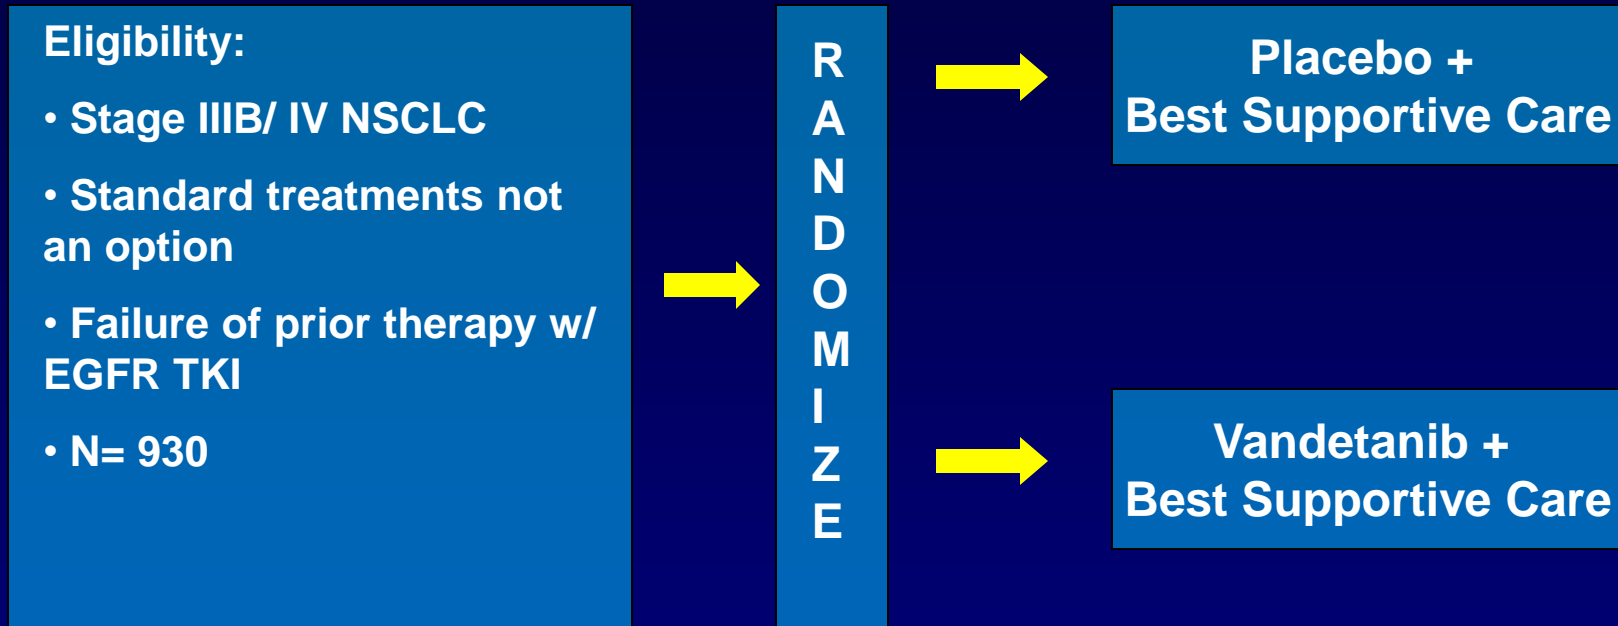 Eligibility:
• Stage IIIB/ IV NSCLC
• Standard treatments not
an option
• Failure of prior therapy w/
EGFR TKI
• N= 930
R
A
N
D
O
M
I
Z
E
Placebo +
Best Supportive Care
Vandetanib +
Best Supportive Care